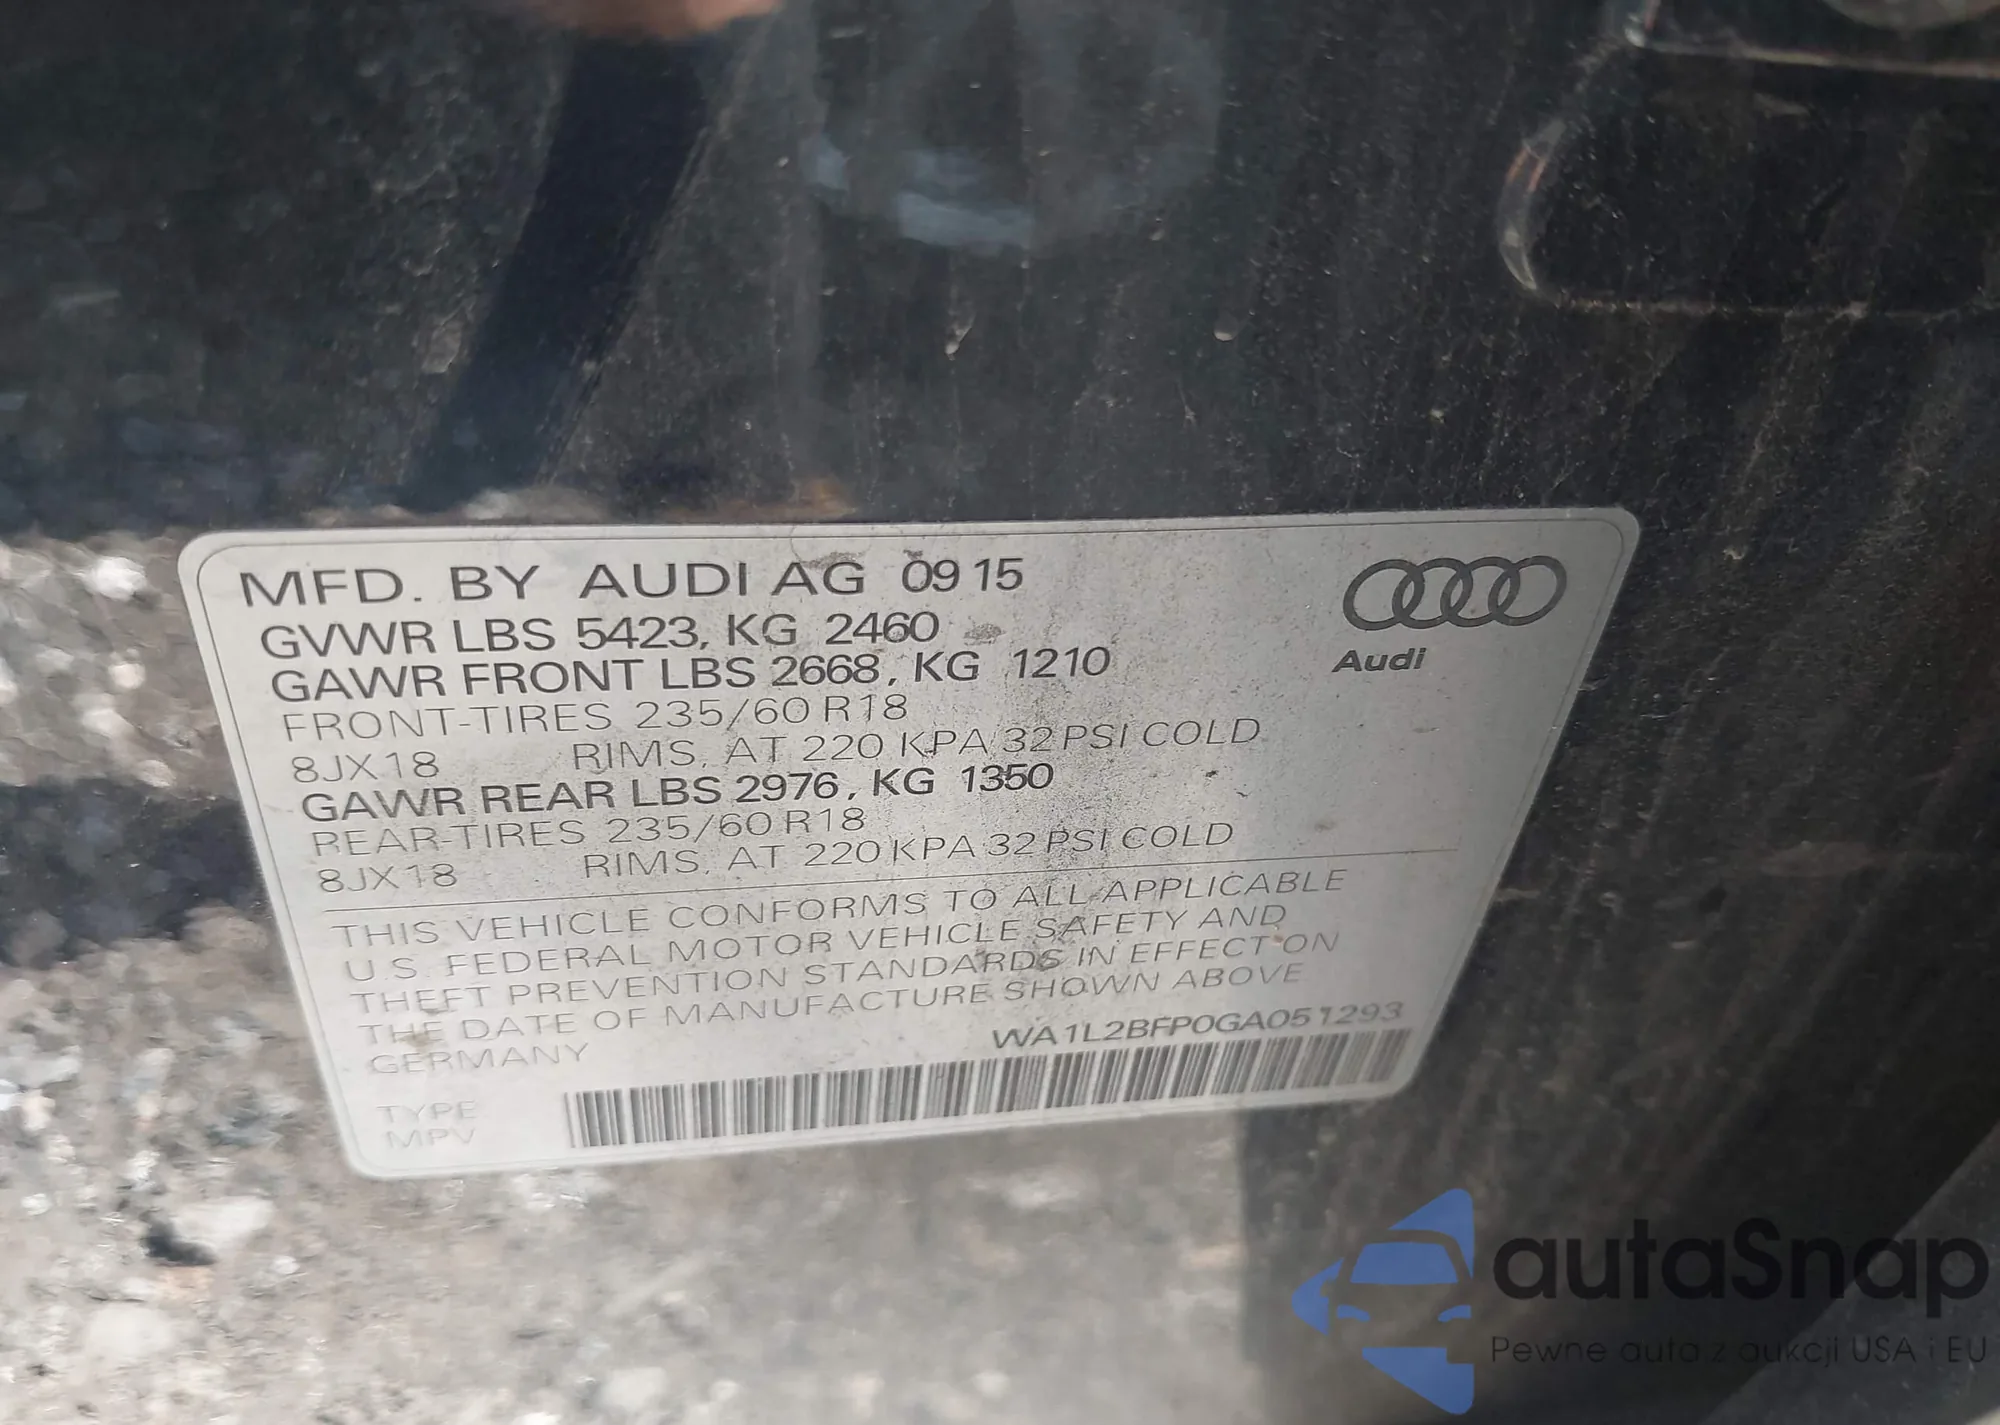 MFD. BY AUDI AG 09 15
GVWR LBS 5423, KG 2460
GAWR FRONT LBS 2668, KG 1210
FRONT-TIRES 235/60 R18
8JX18 RIMS, AT 220 KPA/32 PSI COLD
GAWR REAR LBS 2976, KG 1350
REAR-TIRES 235/60 R18
8JX18 RIMS, AT 220 KPA 32 PSI COLD
Audi
THIS VEHICLE CONFORMS TO ALL APPLICABLE
U.S. FEDERAL MOTOR VEHICLE SAFETY AND
THEFT PREVENTION STANDARDS IN EFFECT ON
THE DATE OF MANUFACTURE SHOWN ABOVE
GERMANY WA1L2BFP0GA051293
TYPE
MPV
autaSnap
Pewne auta z aukcji USA i EU